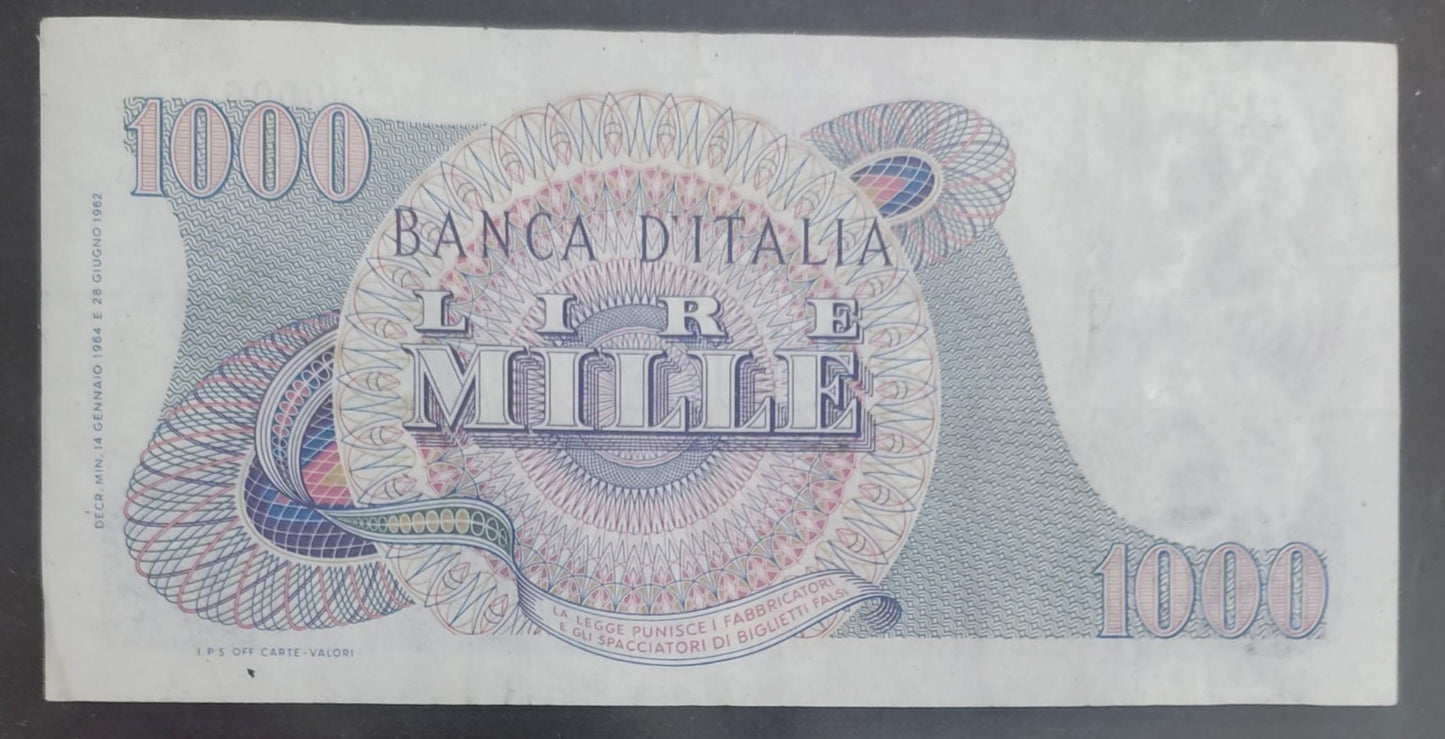 1000
BANCA D'ITALIA
LIRE
MILLE
DECR. MIN. 14 GENNAIO 1964 E 28 GIUGNO 1962
LA LEGGE PUNISCE I FABBRICATORI
E GLI SPACCIATORI DI BIGLIETTI FALSI
1000
I.P.S. OFF. CARTE-VALORI